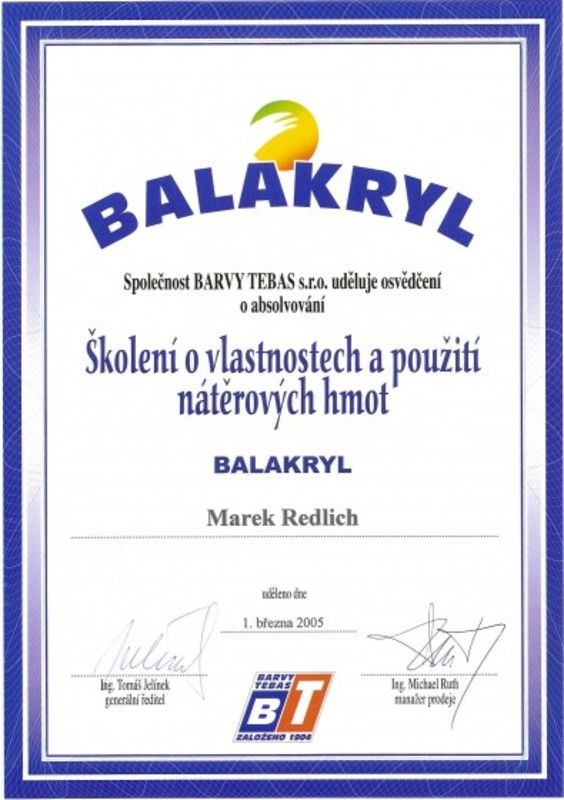 BALAKRYL
Společnost BARVY TEBAS s.r.o. uděluje osvědčení
o absolvování
Školení o vlastnostech a použití
nátěrových hmot
BALAKRYL
Marek Redlich
uděleno dne
1. března 2005
Ing. Tomáš Jelínek
generální ředitel
Ing. Michael Ruth
manažer prodeje
BARVY
TEBAS
BT
ZALOŽENO 1904